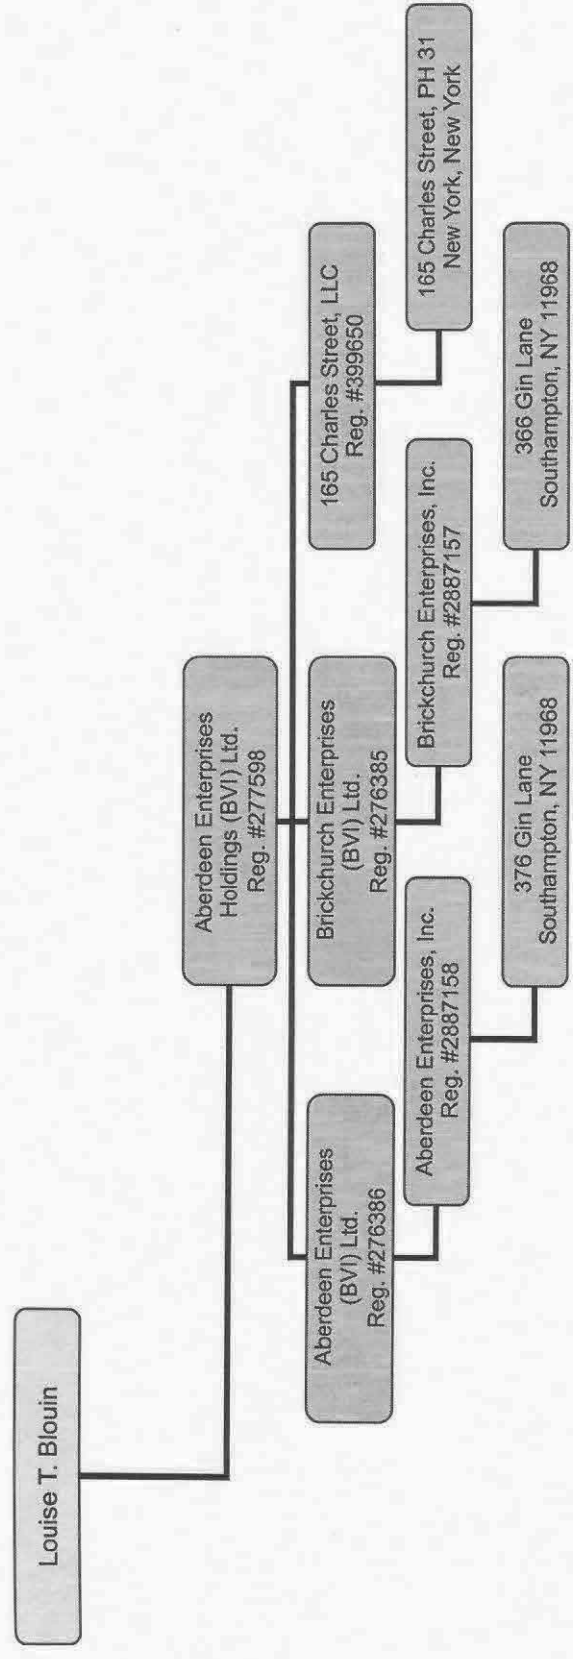 Louise T. Blouin
Aberdeen Enterprises
Holdings (BVI) Ltd.
Reg. #277598
Aberdeen Enterprises
(BVI) Ltd.
Reg. #276386
Brickchurch Enterprises
(BVI) Ltd.
Reg. #276385
165 Charles Street, LLC
Reg. #399650
Aberdeen Enterprises, Inc.
Reg. #2887158
Brickchurch Enterprises, Inc.
Reg. #2887157
165 Charles Street, PH 31
New York, New York
376 Gin Lane
Southampton, NY 11968
366 Gin Lane
Southampton, NY 11968